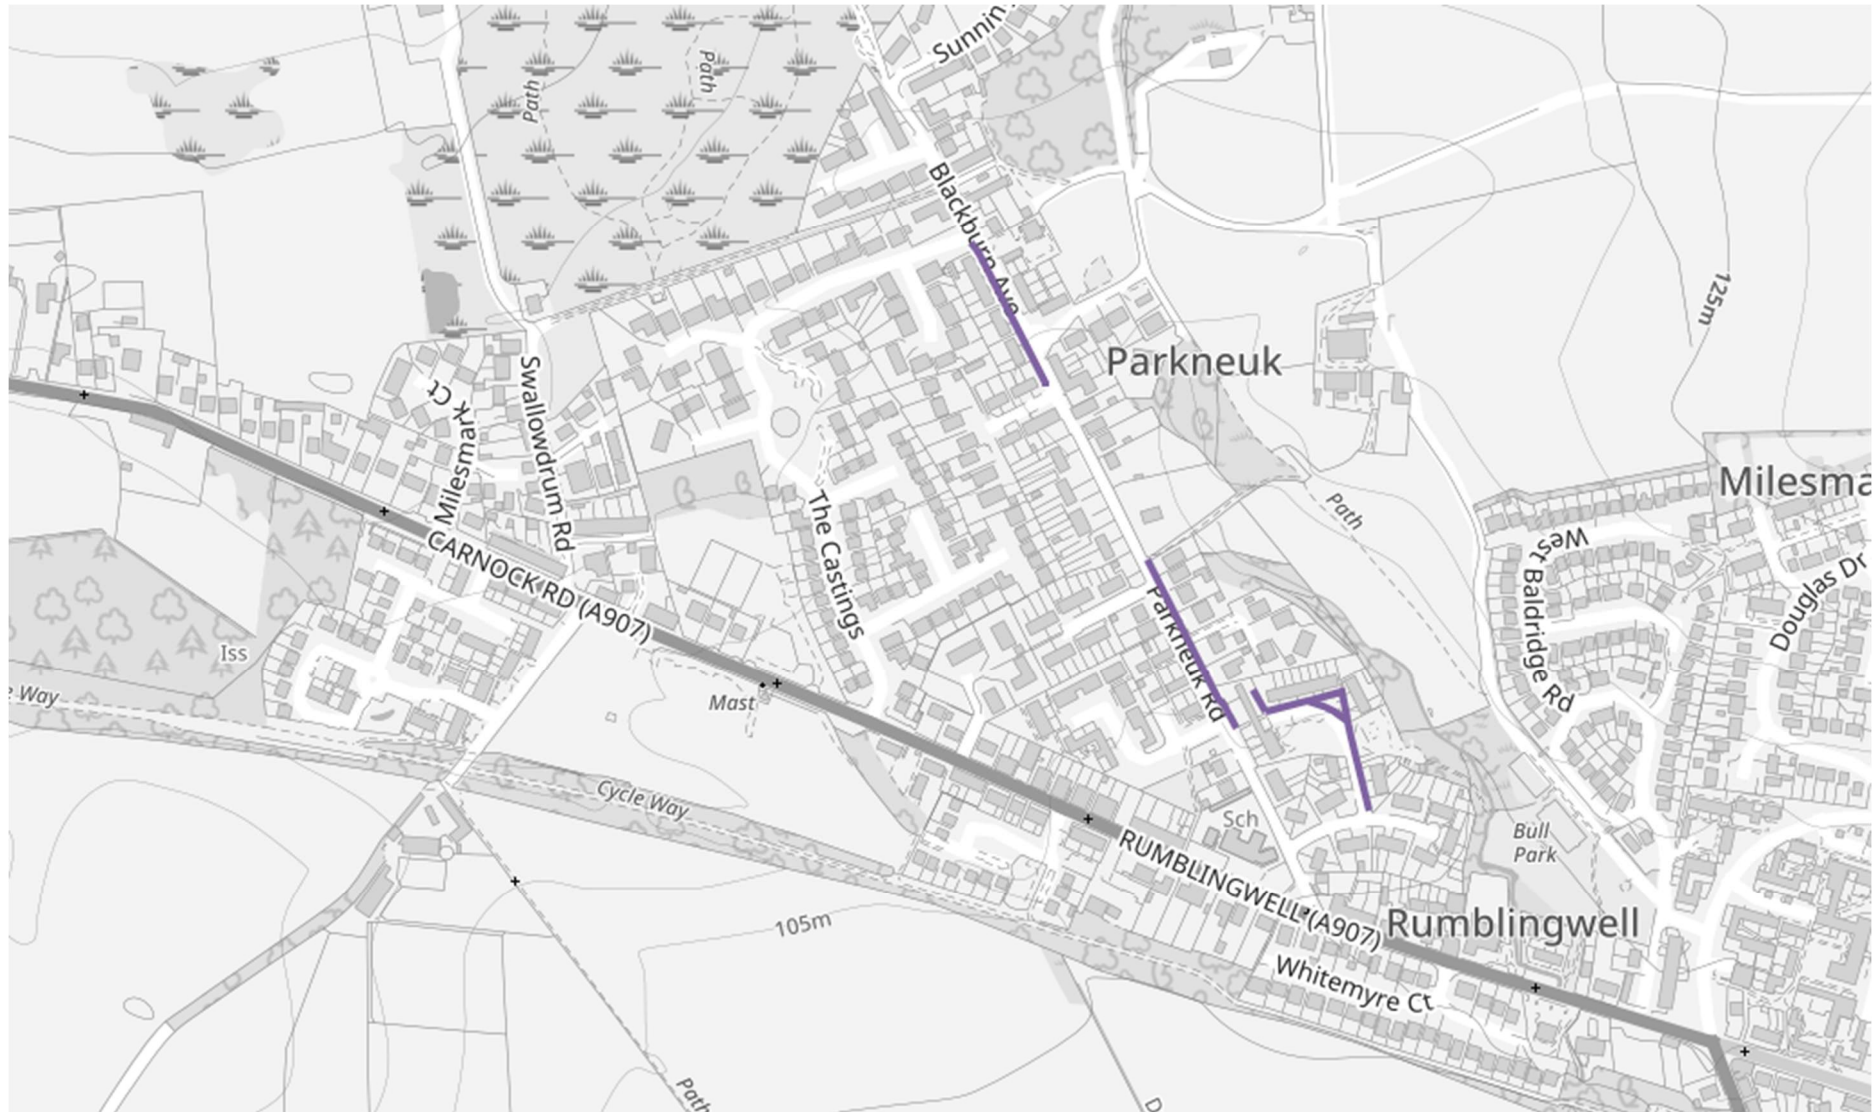 Sunnin
Path
Path
Blackburn Ave
125m
Parkneuk
Swallowdrum Rd
Milesmark Ct
Milesma
Path
The Castings
West Baldridge Rd
Douglas Dr
CARNOCK RD (A907)
Parkneuk Rd
Iss
e Way
Mast
Cycle Way
Sch
Bull
Park
RUMBLINGWELL (A907)
Rumblingwell
105m
Whitemyre Ct
Path
D